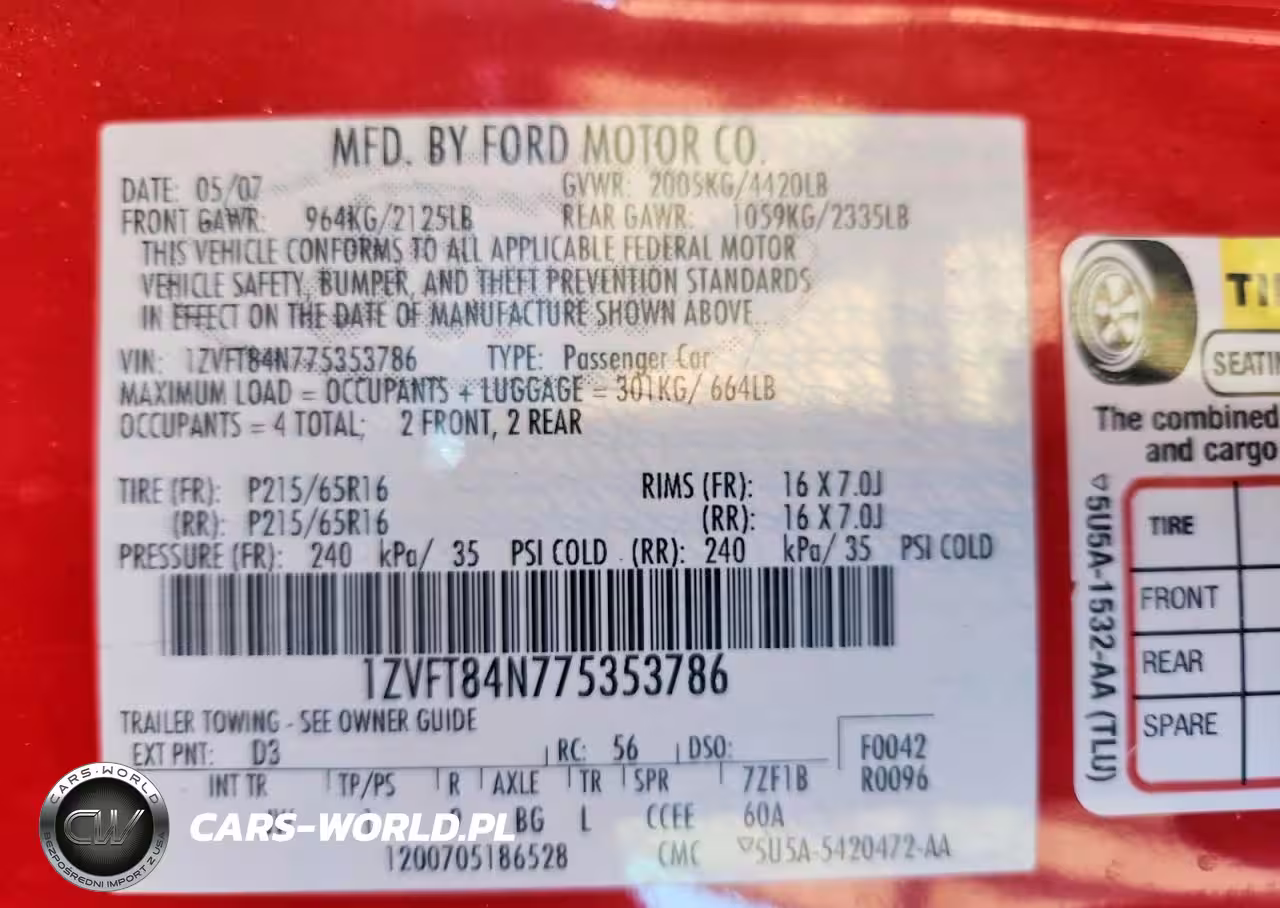 MFD. BY FORD MOTOR CO.
DATE: 05/07 GVWR: 2005KG/4420LB
FRONT GAWR: 964KG/2125LB REAR GAWR: 1059KG/2335LB
THIS VEHICLE CONFORMS TO ALL APPLICABLE FEDERAL MOTOR
VEHICLE SAFETY, BUMPER, AND THEFT PREVENTION STANDARDS
IN EFFECT ON THE DATE OF MANUFACTURE SHOWN ABOVE.
VIN: 1ZVFT84N775353786 TYPE: Passenger Car
MAXIMUM LOAD = OCCUPANTS + LUGGAGE = 301KG/ 664LB
OCCUPANTS = 4 TOTAL; 2 FRONT, 2 REAR
TIRE (FR): P215/65R16 RIMS (FR): 16 X 7.0J
(RR): P215/65R16 (RR): 16 X 7.0J
PRESSURE (FR): 240 kPa/ 35 PSI COLD (RR): 240 kPa/ 35 PSI COLD
1ZVFT84N775353786
TRAILER TOWING - SEE OWNER GUIDE
EXT PNT: D3 RC: 56 DSO: F0042
INT TR TP/PS R AXLE TR SPR 7ZF1B R0096
BG L CCEE 60A
1200705186528 CMC 5U5A-5420472-AA
The combined
and cargo
TIRE
FRONT
REAR
SPARE
5U5A-1532-AA (TLU)
CARS-WORLD
CW
BEZPOŚREDNI IMPORT Z USA
CARS-WORLD.PL